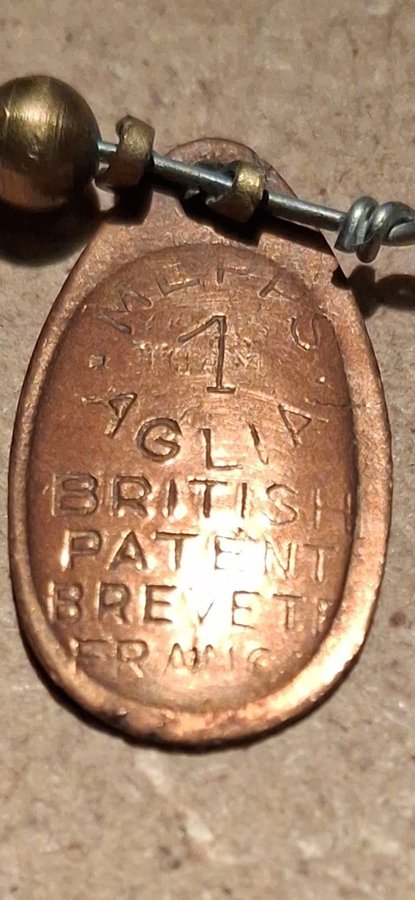 MEPPS
1
AGLIA
BRITISH
PATENT
BREVETE
FRANCE